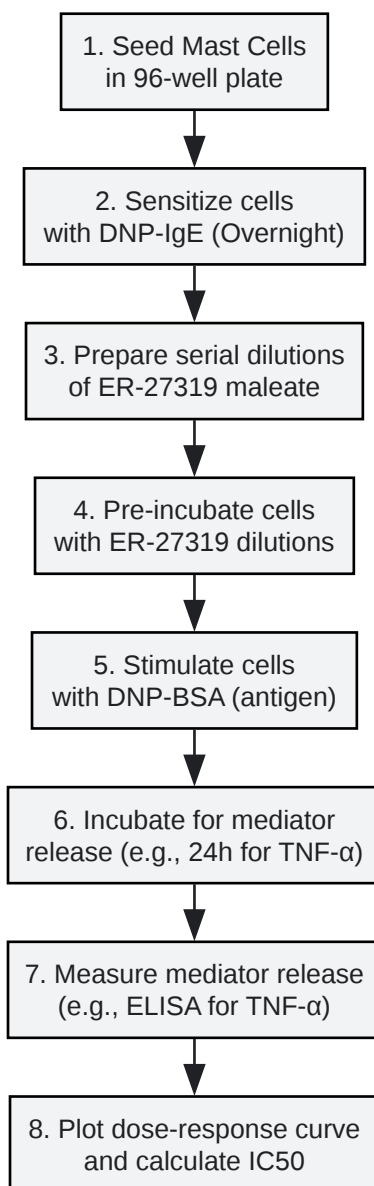 1. Seed Mast Cells
in 96-well plate
2. Sensitize cells
with DNP-IgE (Overnight)
3. Prepare serial dilutions
of ER-27319 maleate
4. Pre-incubate cells
with ER-27319 dilutions
5. Stimulate cells
with DNP-BSA (antigen)
6. Incubate for mediator
release (e.g., 24h for TNF-α)
7. Measure mediator release
(e.g., ELISA for TNF-α)
8. Plot dose-response curve
and calculate IC50